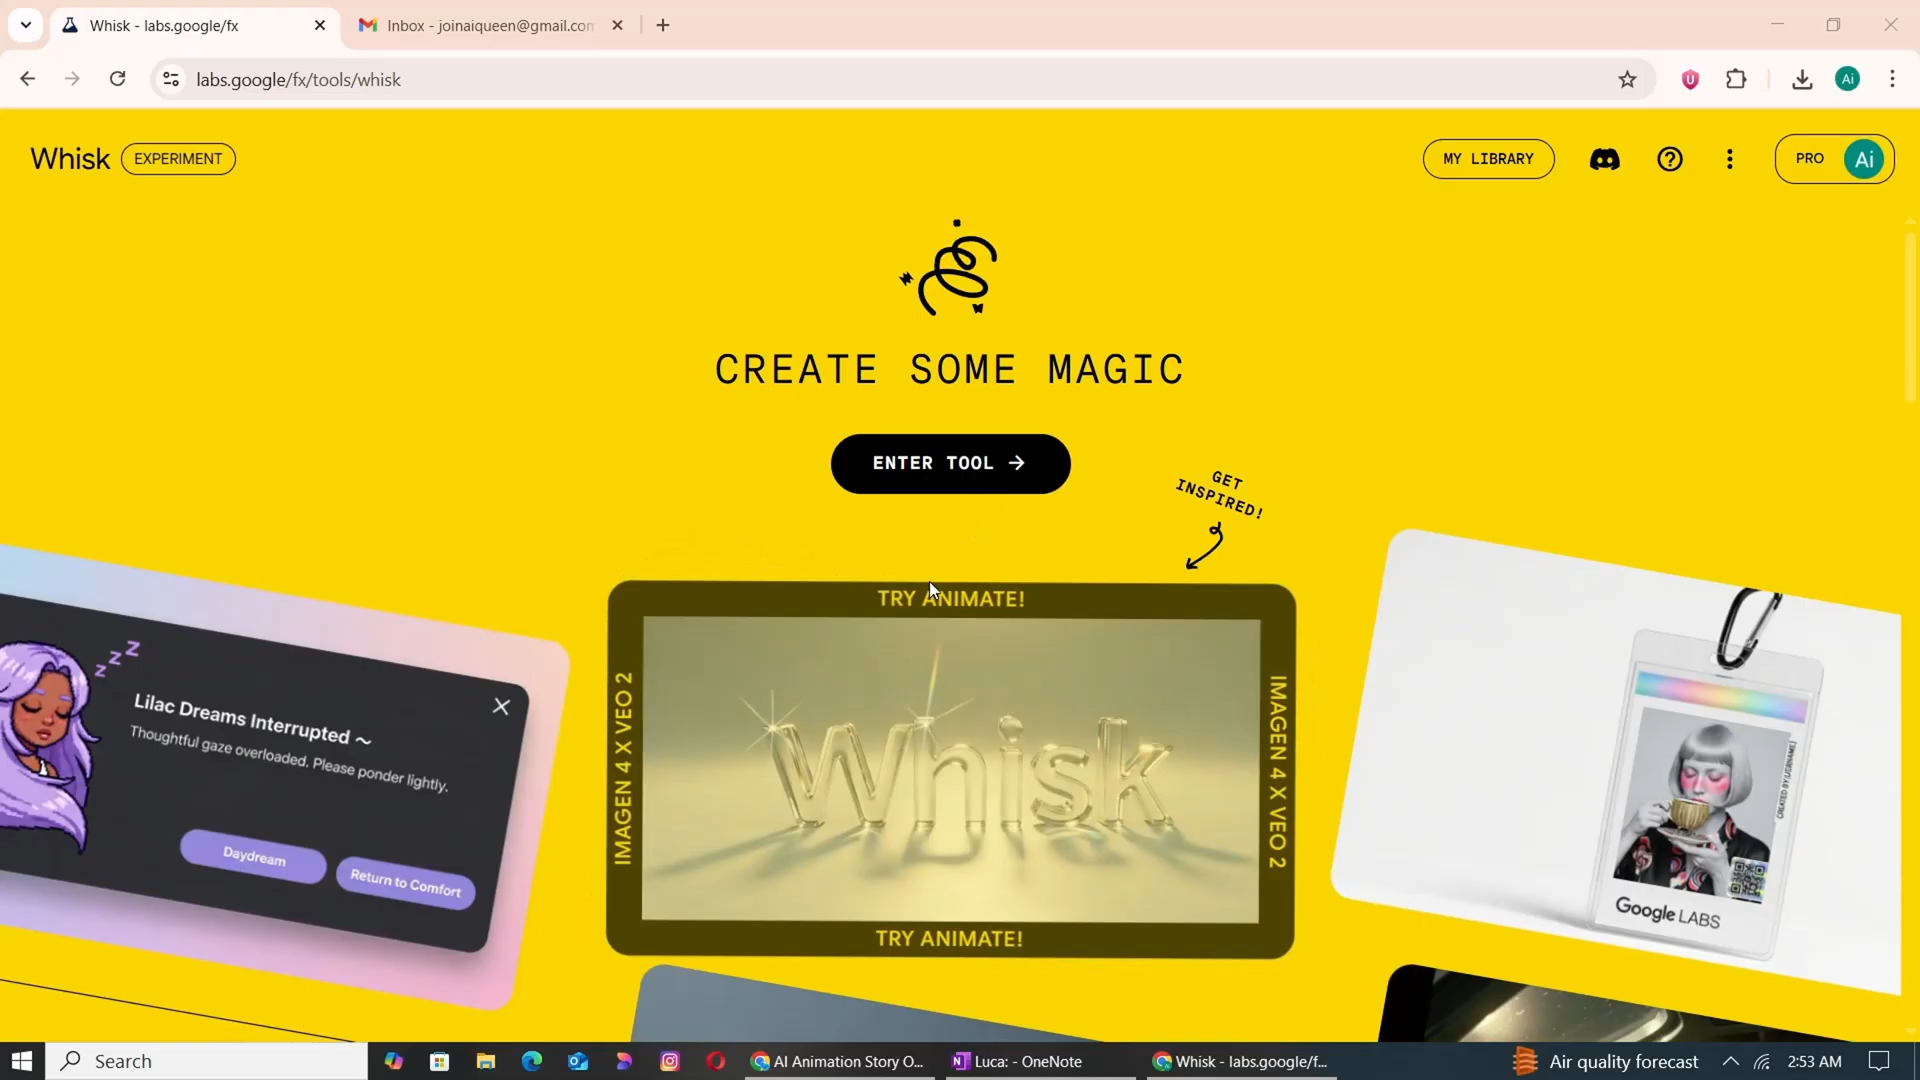 Whisk - labs.google/fx
Inbox - joinaiqueen@gmail.con
labs.google/fx/tools/whisk
Ai
Whisk
EXPERIMENT
MY LIBRARY
PRO
Ai
CREATE SOME MAGIC
ENTER TOOL →
GET
INSPIRED!
TRY ANIMATE!
IMAGEN 4 X VEO 2
Whisk
IMAGEN 4 X VEO 2
TRY ANIMATE!
z z z
Lilac Dreams Interrupted ~
Thoughtful gaze overloaded. Please ponder lightly.
Daydream
Return to Comfort
CREATED BY [USRNAME]
Google LABS
Search
AI Animation Story O...
Luca: - OneNote
Whisk - labs.google/f...
Air quality forecast
2:53 AM